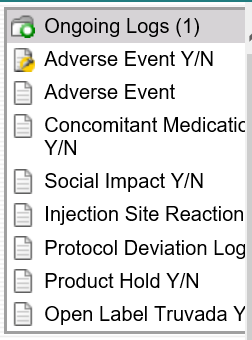 Ongoing Logs (1)
Adverse Event Y/N
Adverse Event
Concomitant Medicatic
Y/N
Social Impact Y/N
Injection Site Reaction
Protocol Deviation Log
Product Hold Y/N
Open Label Truvada Y